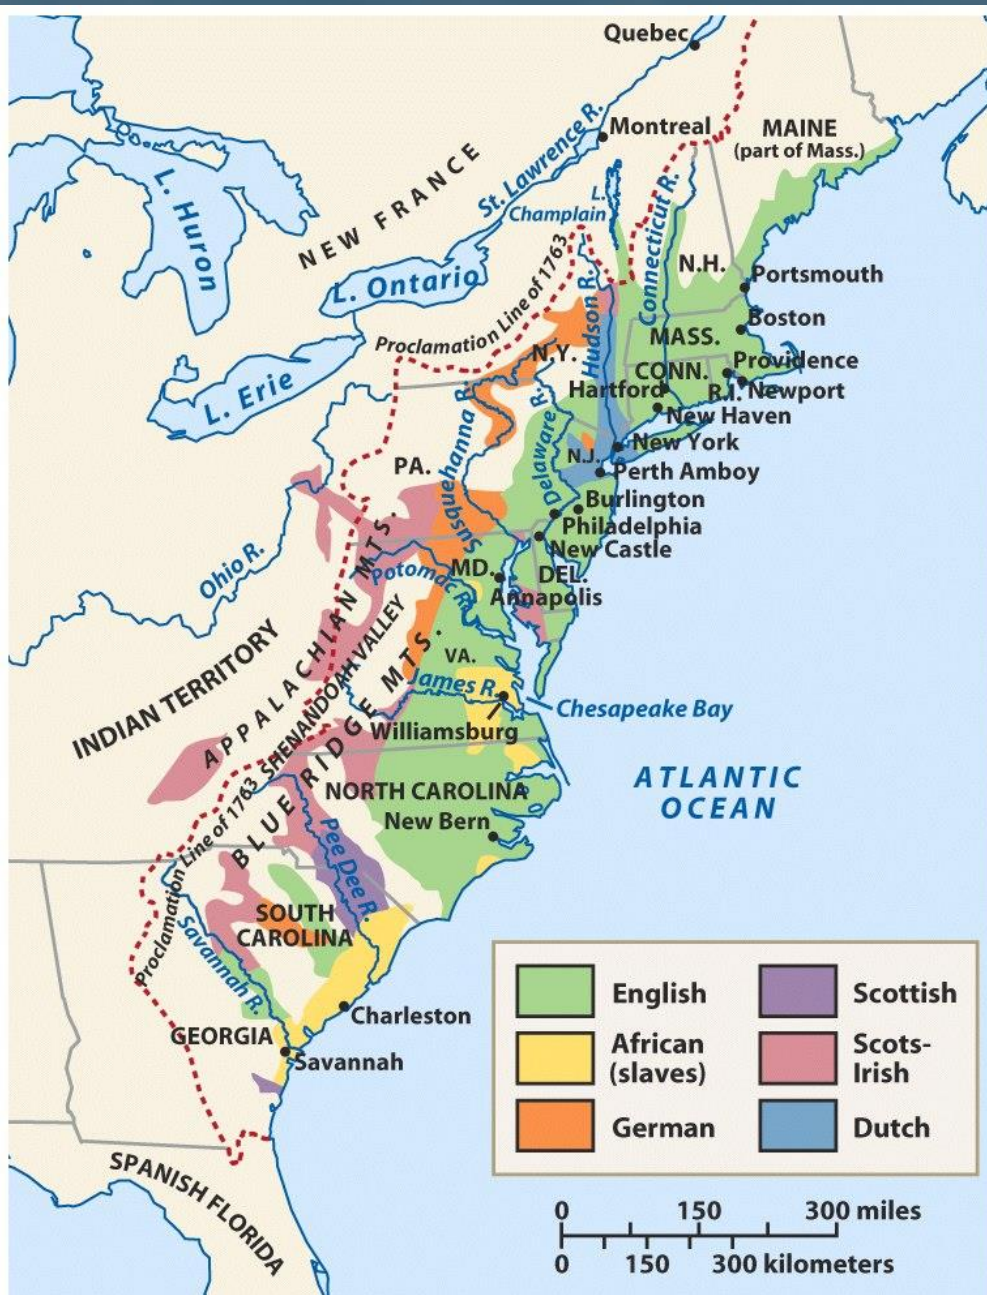 Quebec
Montreal
MAINE
(part of Mass.)
St. Lawrence R.
NEW FRANCE
L. Huron
L.
Champlain
Connecticut R.
N.H.
Portsmouth
L. Ontario
Proclamation Line of 1763
Hudson R.
Boston
MASS.
N.Y.
CONN.
Providence
L. Erie
Hartford
R.I.
Newport
New Haven
Delaware R.
New York
Susquehanna R.
N.J.
PA.
Perth Amboy
Burlington
Philadelphia
New Castle
Ohio R.
Potomac R.
MD.
DEL.
Annapolis
APPALACHIAN MTS.
SHENANDOAH VALLEY
INDIAN TERRITORY
VA.
BLUE RIDGE MTS.
James R.
Chesapeake Bay
Williamsburg
ATLANTIC
OCEAN
NORTH CAROLINA
Proclamation Line of 1763
New Bern
Pee Dee R.
SOUTH
CAROLINA
Savannah R.
Charleston
GEORGIA
Savannah
SPANISH FLORIDA
English
Scottish
African
(slaves)
Scots-
Irish
German
Dutch
0 150 300 miles
0 150 300 kilometers